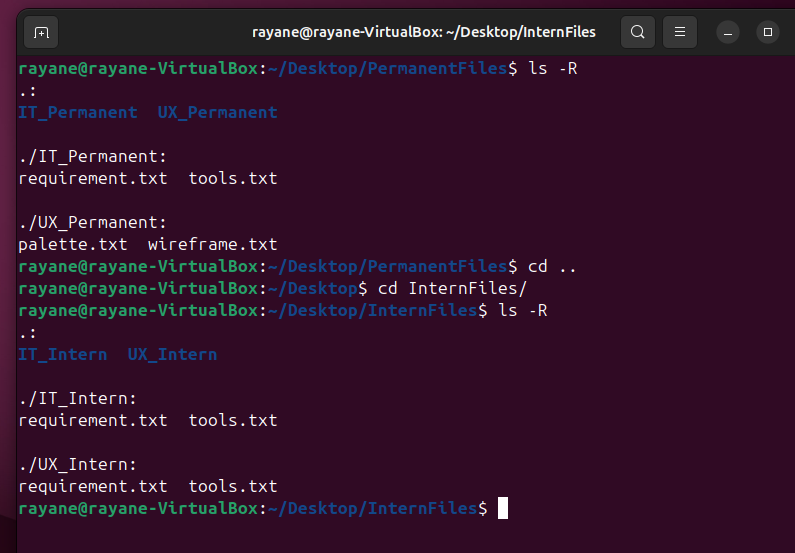 rayane@rayane-VirtualBox: ~/Desktop/InternFiles
rayane@rayane-VirtualBox:~/Desktop/PermanentFiles$ ls -R
.:
IT_Permanent  UX_Permanent

./IT_Permanent:
requirement.txt  tools.txt

./UX_Permanent:
palette.txt  wireframe.txt
rayane@rayane-VirtualBox:~/Desktop/PermanentFiles$ cd ..
rayane@rayane-VirtualBox:~/Desktop$ cd InternFiles/
rayane@rayane-VirtualBox:~/Desktop/InternFiles$ ls -R
.:
IT_Intern  UX_Intern

./IT_Intern:
requirement.txt  tools.txt

./UX_Intern:
requirement.txt  tools.txt
rayane@rayane-VirtualBox:~/Desktop/InternFiles$